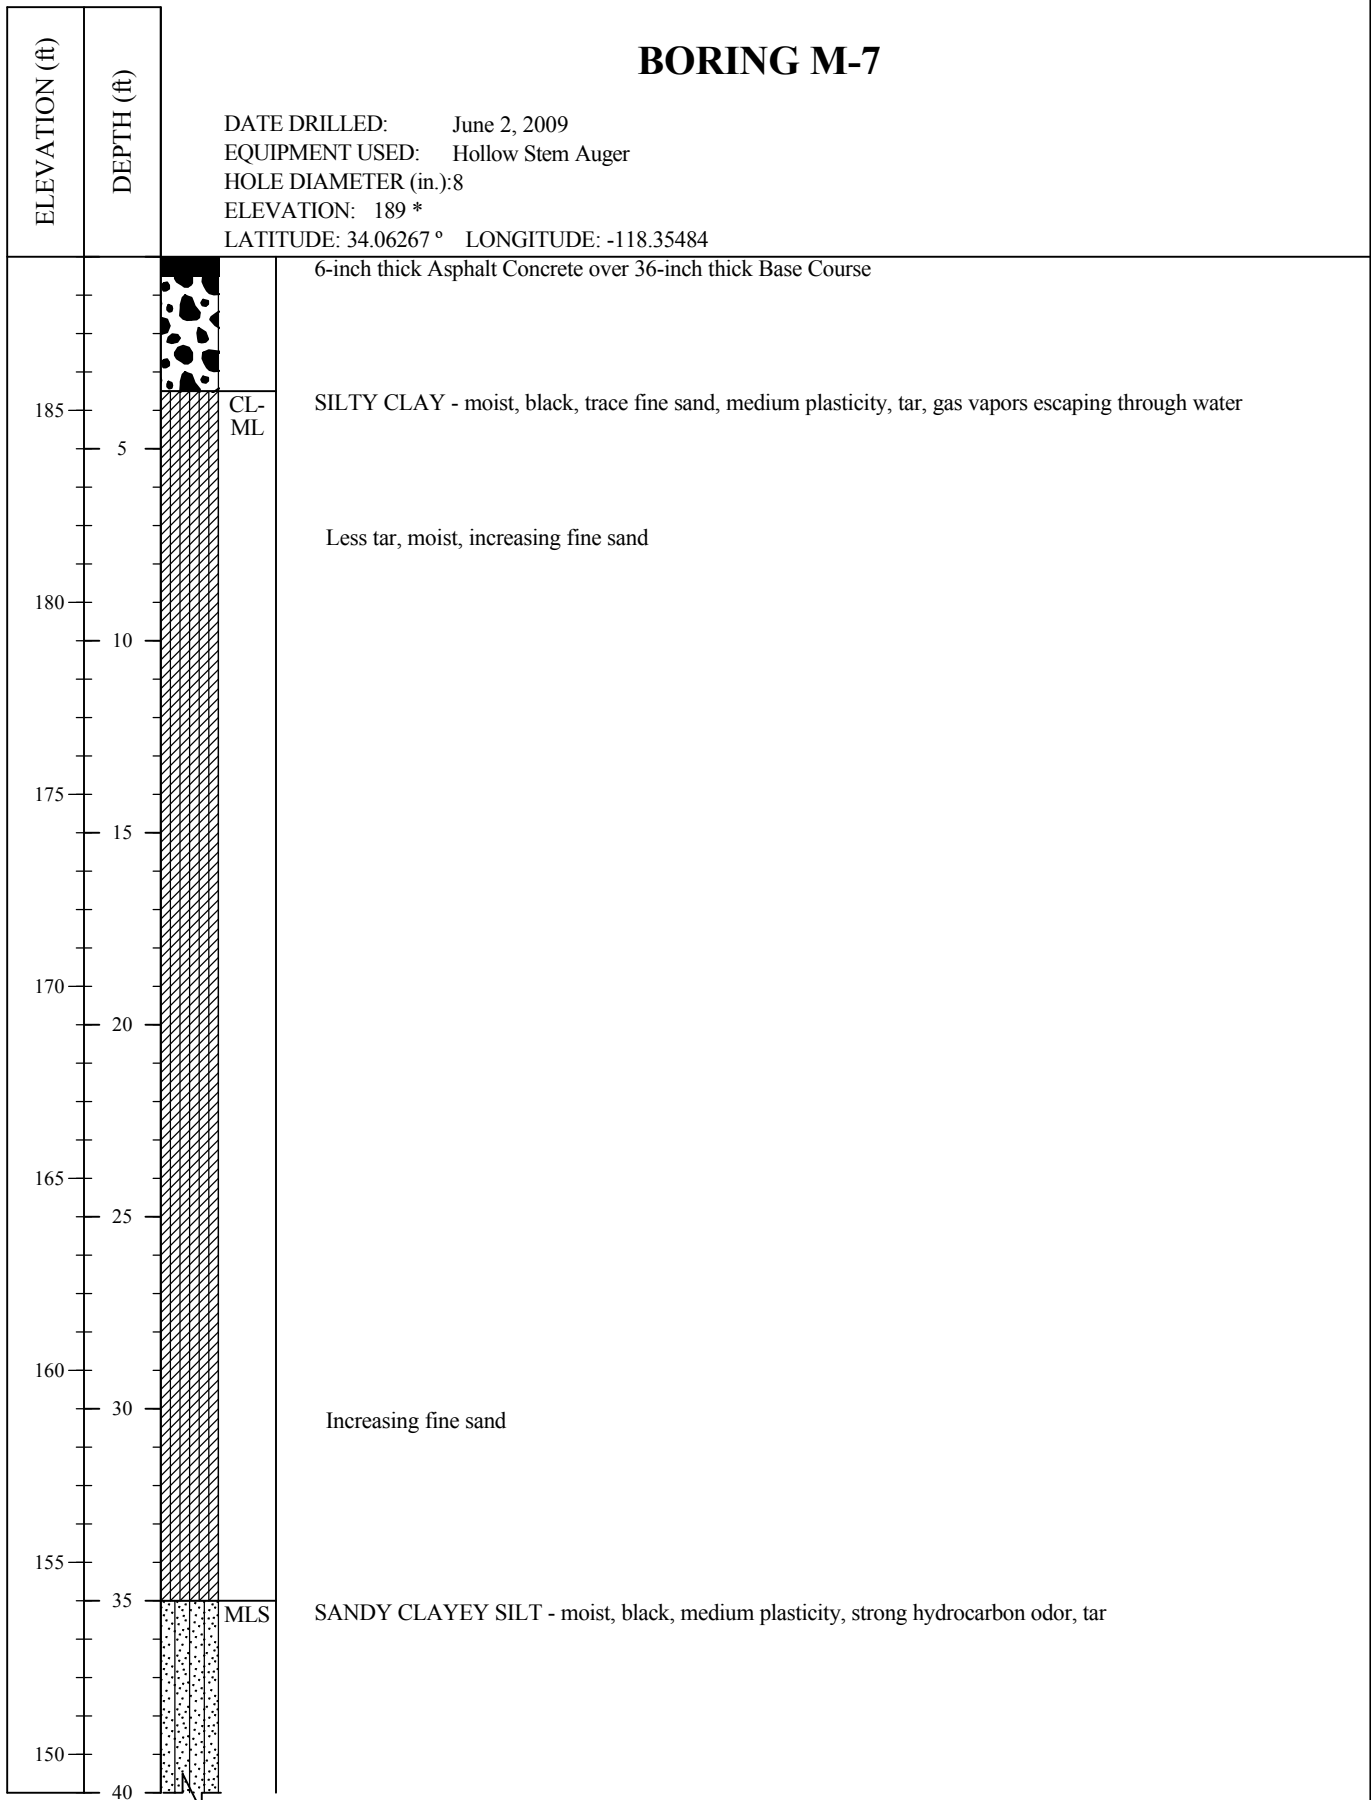 ELEVATION (ft)
DEPTH (ft)
BORING M-7
DATE DRILLED: June 2, 2009
EQUIPMENT USED: Hollow Stem Auger
HOLE DIAMETER (in.):8
ELEVATION: 189 *
LATITUDE: 34.06267 º LONGITUDE: -118.35484
6-inch thick Asphalt Concrete over 36-inch thick Base Course
185
CL-
ML
SILTY CLAY - moist, black, trace fine sand, medium plasticity, tar, gas vapors escaping through water
5
Less tar, moist, increasing fine sand
180
10
175
15
170
20
165
25
160
30
Increasing fine sand
155
35
MLS
SANDY CLAYEY SILT - moist, black, medium plasticity, strong hydrocarbon odor, tar
150
40